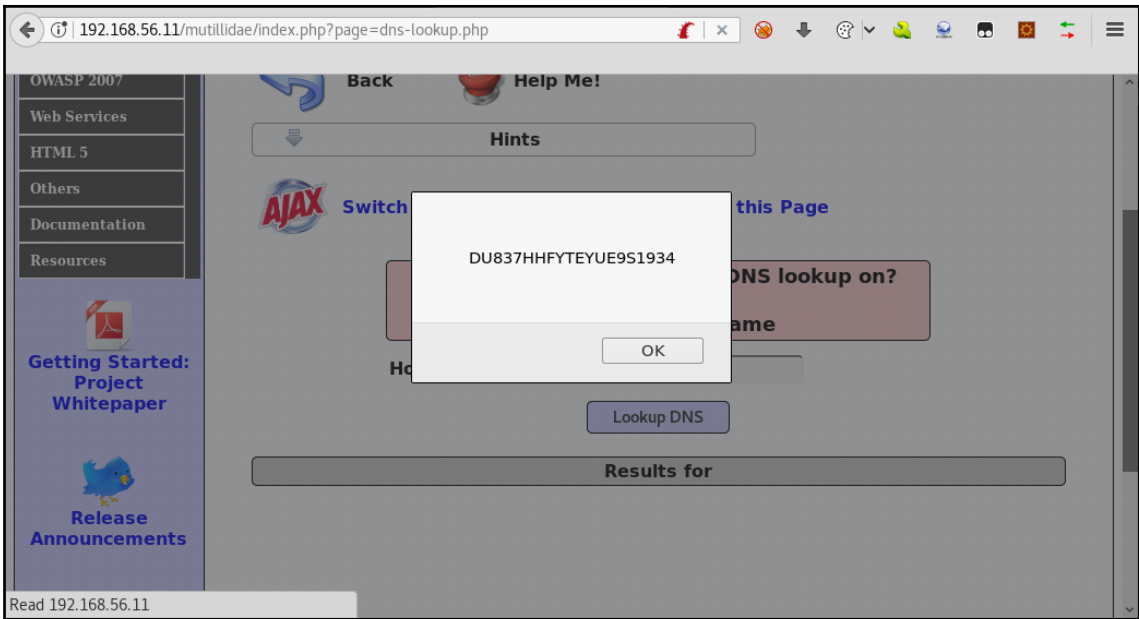 192.168.56.11/mutillidae/index.php?page=dns-lookup.php
OWASP 2007
Web Services
HTML 5
Others
Documentation
Resources
Getting Started:
Project
Whitepaper
Release
Announcements
Back
Help Me!
Hints
AJAX
Switch
this Page
DU837HHFYTEYUE9S1934
OK
DNS lookup on?
Lookup DNS
Results for
Read 192.168.56.11